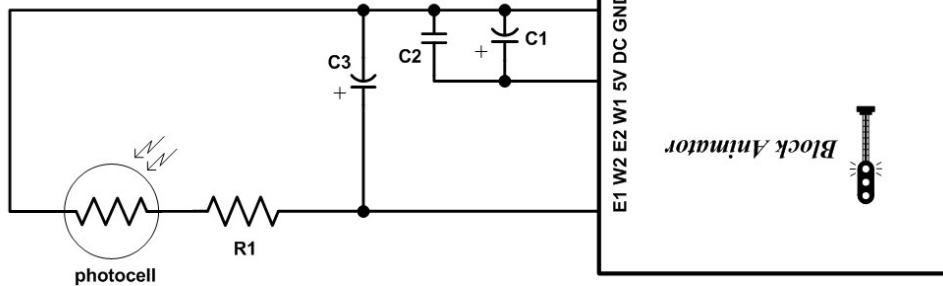 C3
C2
C1
E1 W2 E2 W1 5V DC GND
Block Animator
R1
photocell